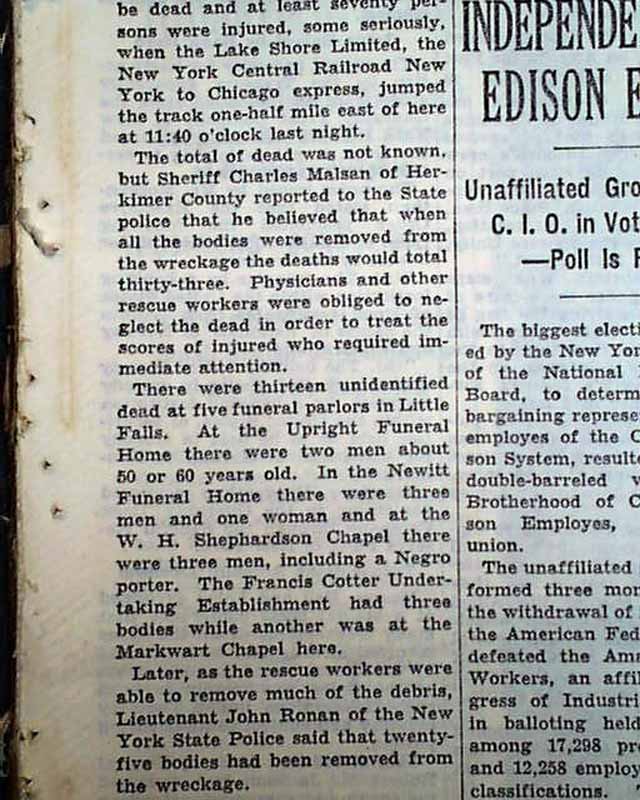 be dead and at least seventy per-
sons were injured, some seriously,
when the Lake Shore Limited, the
New York Central Railroad New
York to Chicago express, jumped
the track one-half mile east of here
at 11:40 o'clock last night.
The total of dead was not known,
but Sheriff Charles Malsan of Her-
kimer County reported to the State
police that he believed that when
all the bodies were removed from
the wreckage the deaths would total
thirty-three. Physicians and other
rescue workers were obliged to ne-
glect the dead in order to treat the
scores of injured who required im-
mediate attention.
There were thirteen unidentified
dead at five funeral parlors in Little
Falls. At the Upright Funeral
Home there were two men about
50 or 60 years old. In the Newitt
Funeral Home there were three
men and one woman and at the
W. H. Shephardson Chapel there
were three men, including a Negro
porter. The Francis Cotter Under-
taking Establishment had three
bodies while another was at the
Markwart Chapel here.
Later, as the rescue workers were
able to remove much of the debris,
Lieutenant John Ronan of the New
York State Police said that twenty-
five bodies had been removed from
the wreckage.
INDEPENDE
EDISON E
Unaffiliated Gro
C. I. O. in Vot
—Poll Is
The biggest electi
ed by the New Yor
of the National
Board, to determ
bargaining represe
employes of the C
son System, resulte
double-barreled v
Brotherhood of C
son Employes,
union.
The unaffiliated
formed three mon
the withdrawal of
the American Fed
defeated the Ama
Workers, an affil
gress of Industri
in balloting held
among 17,298 pr
and 12,258 employ
classifications.